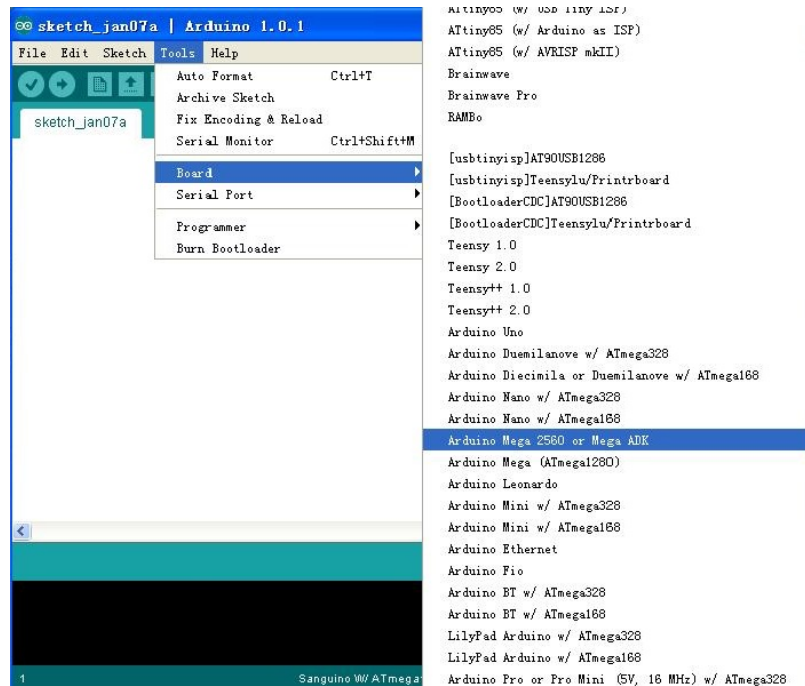 sketch_jan07a | Arduino 1.0.1
File Edit Sketch Tools Help
sketch_jan07a
Auto Format Ctrl+T
Archive Sketch
Fix Encoding & Reload
Serial Monitor Ctrl+Shift+M
Board
Serial Port
Programmer
Burn Bootloader
1
Sanguino W/ ATmega
ATtiny85 (w/ USB Tiny ISP)
ATtiny85 (w/ Arduino as ISP)
ATtiny85 (w/ AVRISP mkII)
Brainwave
Brainwave Pro
RAMBo
[usbtinyisp]AT90USB1286
[usbtinyisp]Teensylu/Printrboard
[BootloaderCDC]AT90USB1286
[BootloaderCDC]Teensylu/Printrboard
Teensy 1.0
Teensy 2.0
Teensy++ 1.0
Teensy++ 2.0
Arduino Uno
Arduino Duemilanove w/ ATmega328
Arduino Diecimila or Duemilanove w/ ATmega168
Arduino Nano w/ ATmega328
Arduino Nano w/ ATmega168
Arduino Mega 2560 or Mega ADK
Arduino Mega (ATmega1280)
Arduino Leonardo
Arduino Mini w/ ATmega328
Arduino Mini w/ ATmega168
Arduino Ethernet
Arduino Fio
Arduino BT w/ ATmega328
Arduino BT w/ ATmega168
LilyPad Arduino w/ ATmega328
LilyPad Arduino w/ ATmega168
Arduino Pro or Pro Mini (5V, 16 MHz) w/ ATmega328